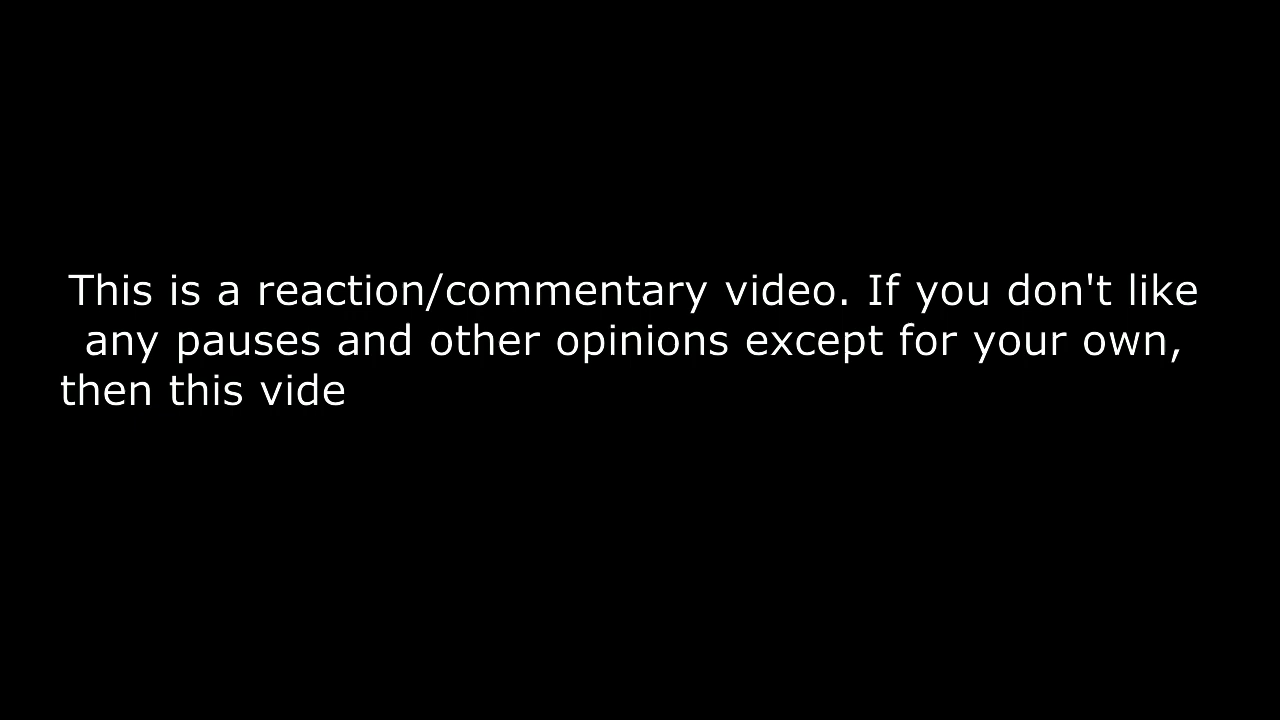 This is a reaction/commentary video. If you don't like
any pauses and other opinions except for your own,
then this vide